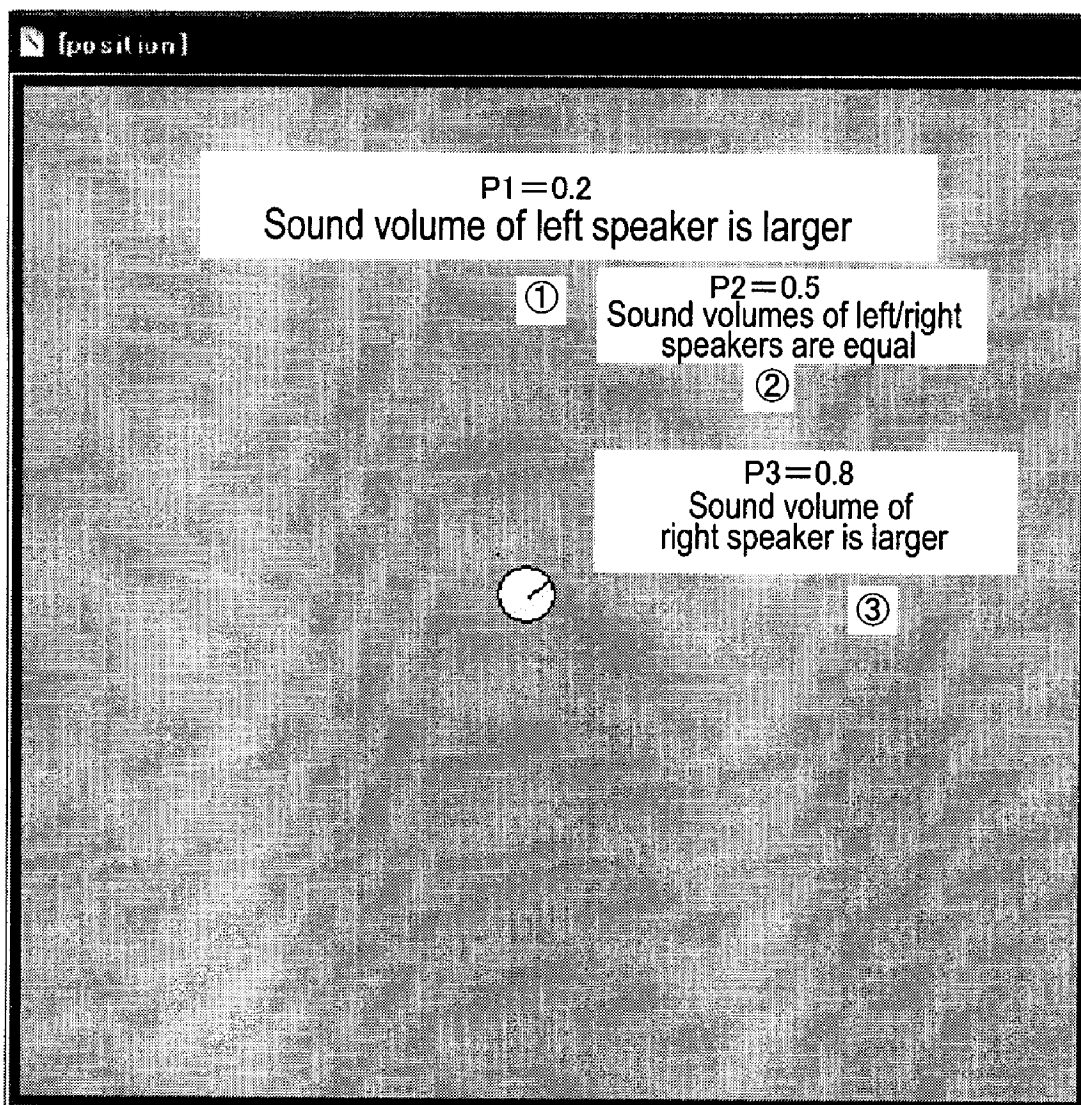 [position]
P1=0.2
Sound volume of left speaker is larger
①
P2=0.5
Sound volumes of left/right
speakers are equal
②
P3=0.8
Sound volume of
right speaker is larger
③